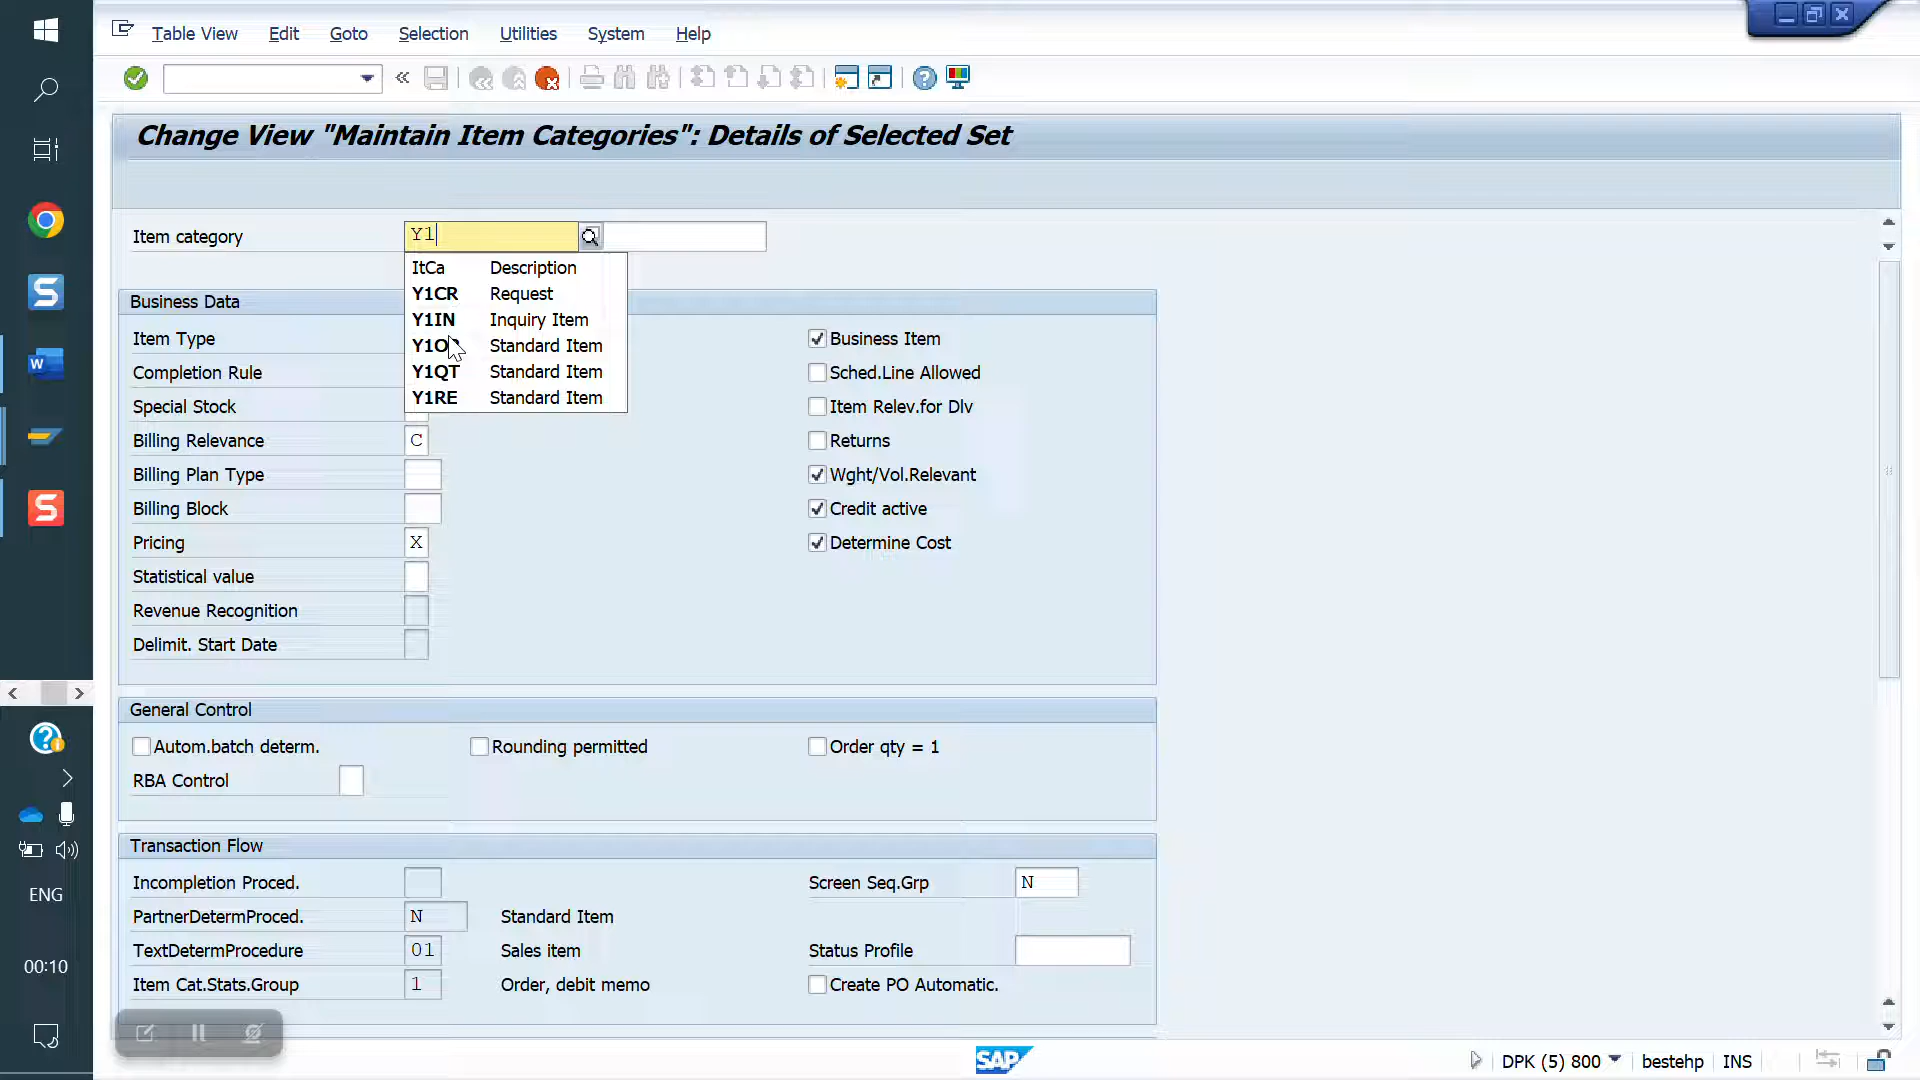 Table View Edit Goto Selection Utilities System Help
Change View "Maintain Item Categories": Details of Selected Set
Item category Y1
ItCa Description
Y1CR Request
Y1IN Inquiry Item
Standard Item
Y1QT Standard Item
Y1RE Standard Item
Business Data
Item Type
Completion Rule
Special Stock
Billing Relevance C
Billing Plan Type
Billing Block
Pricing X
Statistical value
Revenue Recognition
Delimit. Start Date
Business Item
Sched.Line Allowed
Item Relev.for Dlv
Returns
Wght/Vol.Relevant
Credit active
Determine Cost
General Control
Autom.batch determ. Rounding permitted Order qty = 1
RBA Control
Transaction Flow
Incompletion Proced. Screen Seq.Grp N
PartnerDetermProced. N Standard Item
TextDetermProcedure 01 Sales item Status Profile
Item Cat.Stats.Group 1 Order, debit memo Create PO Automatic.
ENG
00:10
SAP
DPK (5) 800 bestehp INS